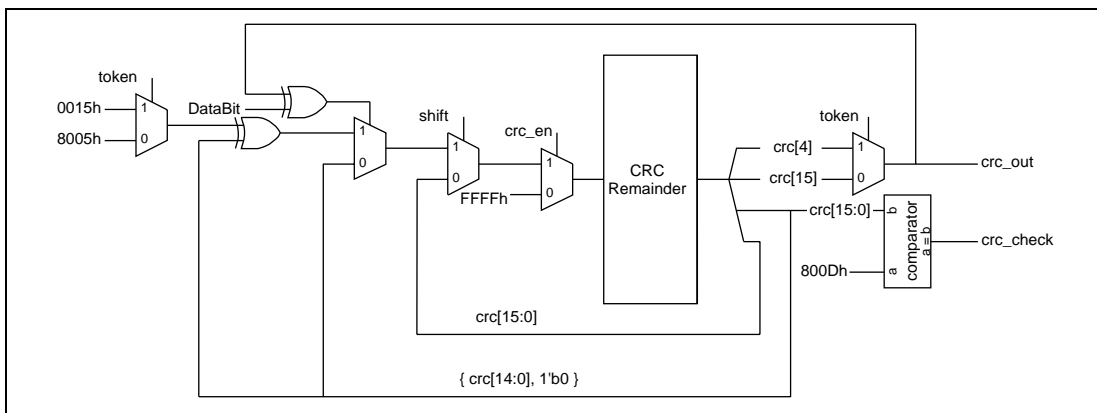 token
0015h
1
8005h
0
DataBit
1
0
shift
1
0
crc_en
1
0
FFFFh
CRC
Remainder
token
crc[4]
1
crc[15]
0
crc_out
crc[15:0]
b
comparator
a = b
crc_check
800Dh
a
crc[15:0]
{ crc[14:0], 1'b0 }